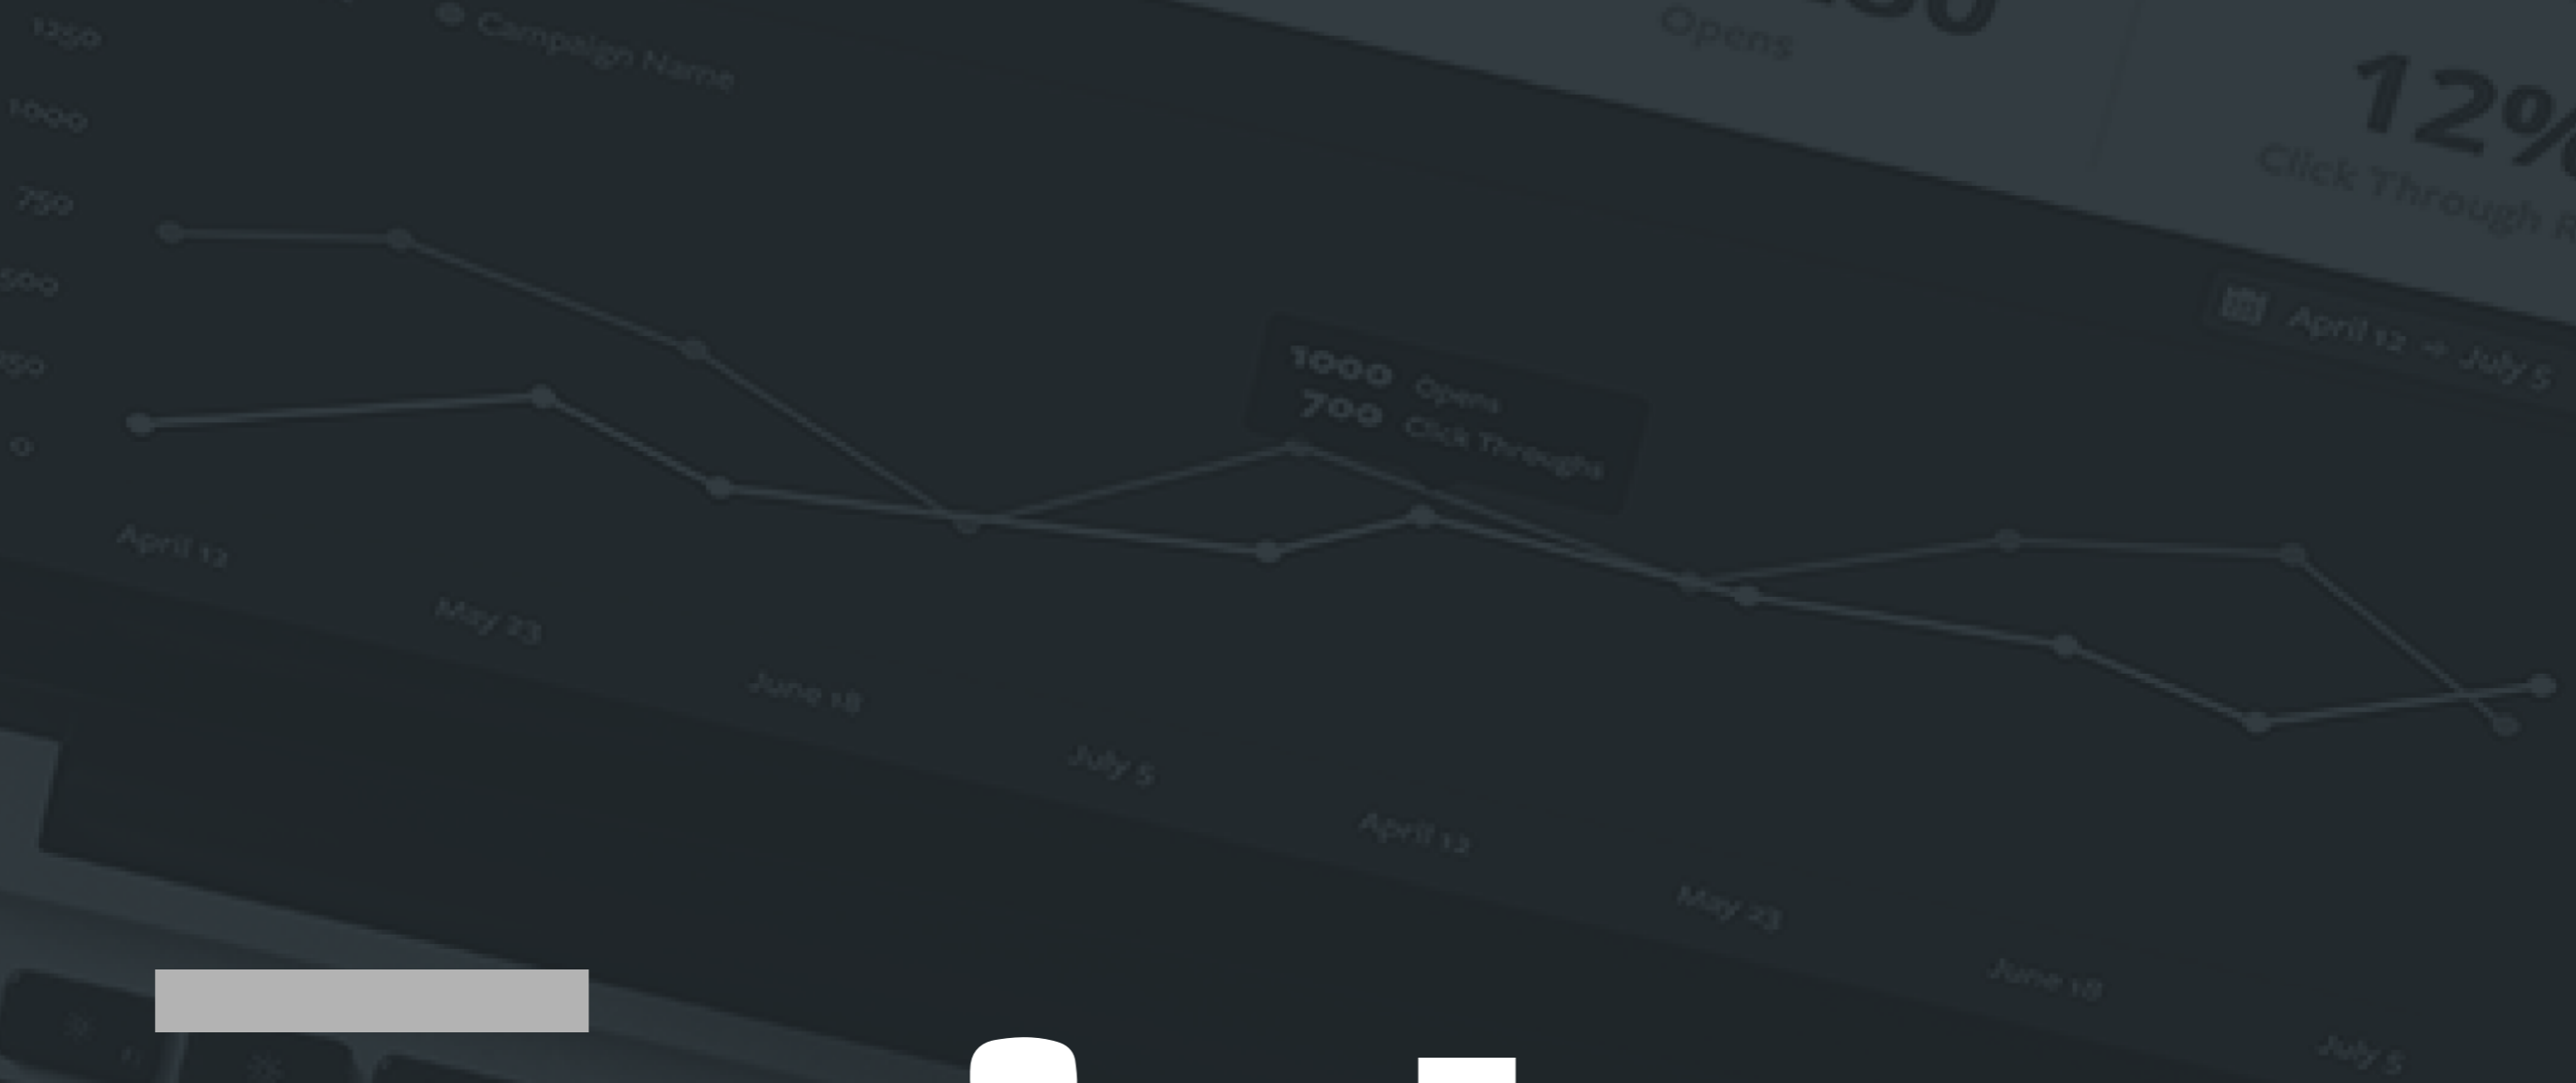 Opens
12%
Click Through
1250
Campaign Name
1000
750
500
0
April 12 → July 5
1000 Opens
700 Click Throughs
April 12
May 23
June 18
July 5
April 12
May 23
June 18
July 5